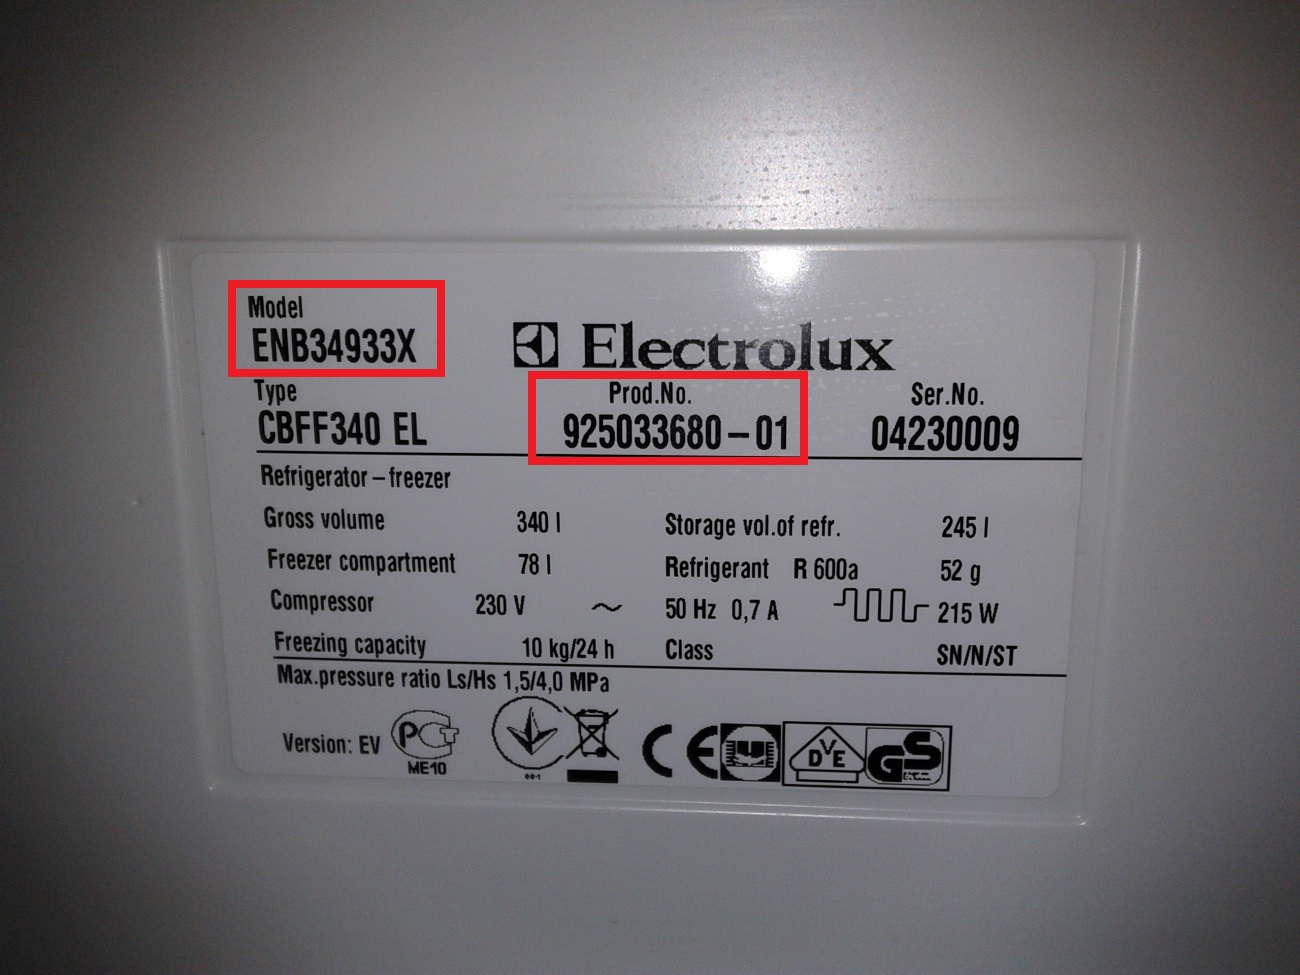 Model
ENB34933X
Electrolux
Type
CBFF340 EL
Prod.No.
925033680-01
Ser.No.
04230009
Refrigerator-freezer
Gross volume 340 l Storage vol.of refr. 245 l
Freezer compartment 78 l Refrigerant R 600a 52 g
Compressor 230 V ~ 50 Hz 0,7 A 215 W
Freezing capacity 10 kg/24 h Class SN/N/ST
Max.pressure ratio Ls/Hs 1,5/4,0 MPa
Version: EV
РСТ
ME10
001
CE
DVE
GS